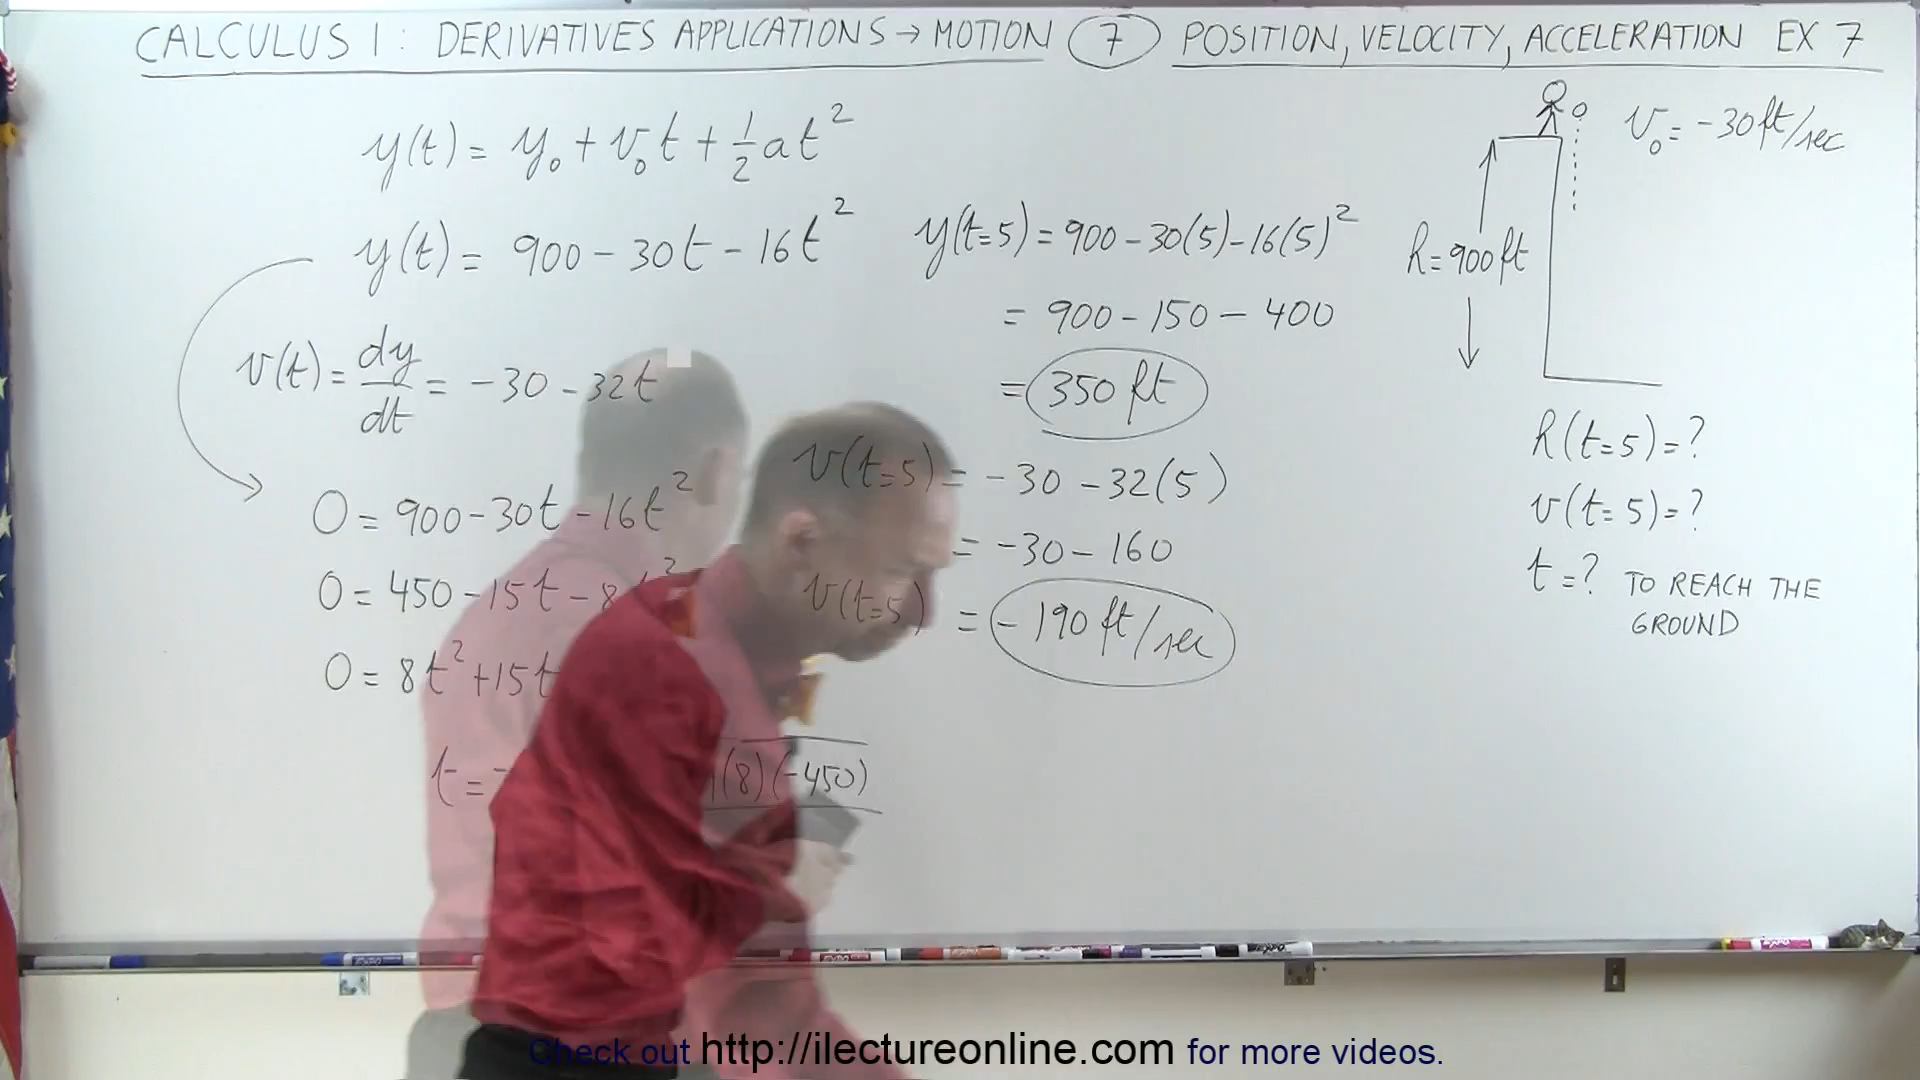 CALCULUS 1: DERIVATIVES APPLICATIONS → MOTION (7) POSITION, VELOCITY, ACCELERATION EX 7
y(t) = y₀ + v₀t + ½at²
y(t) = 900 - 30t - 16t²
v(t) = dy/dt = -30 - 32t
0 = 900 - 30t - 16t²
0 = 450 - 15t - 8
0 = 8t² + 15t
t =
(8)(-450)
y(t=5) = 900 - 30(5) - 16(5)²
= 900 - 150 - 400
= 350 ft
v(t=5) = -30 - 32(5)
= -30 - 160
v(t=5) = -190 ft/sec
v₀ = -30 ft/sec
h = 900 ft
h(t=5) = ?
v(t=5) = ?
t = ? TO REACH THE
GROUND
Check out http://ilectureonline.com for more videos.